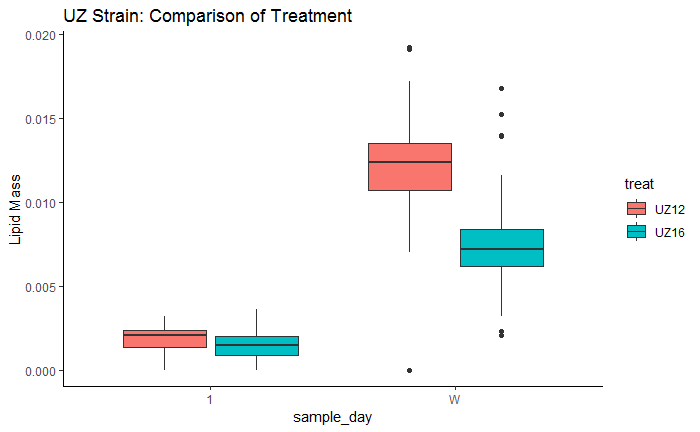 UZ Strain: Comparison of Treatment
0.020
0.015
0.010
0.005
0.000
Lipid Mass
1
W
sample_day
treat
UZ12
UZ16